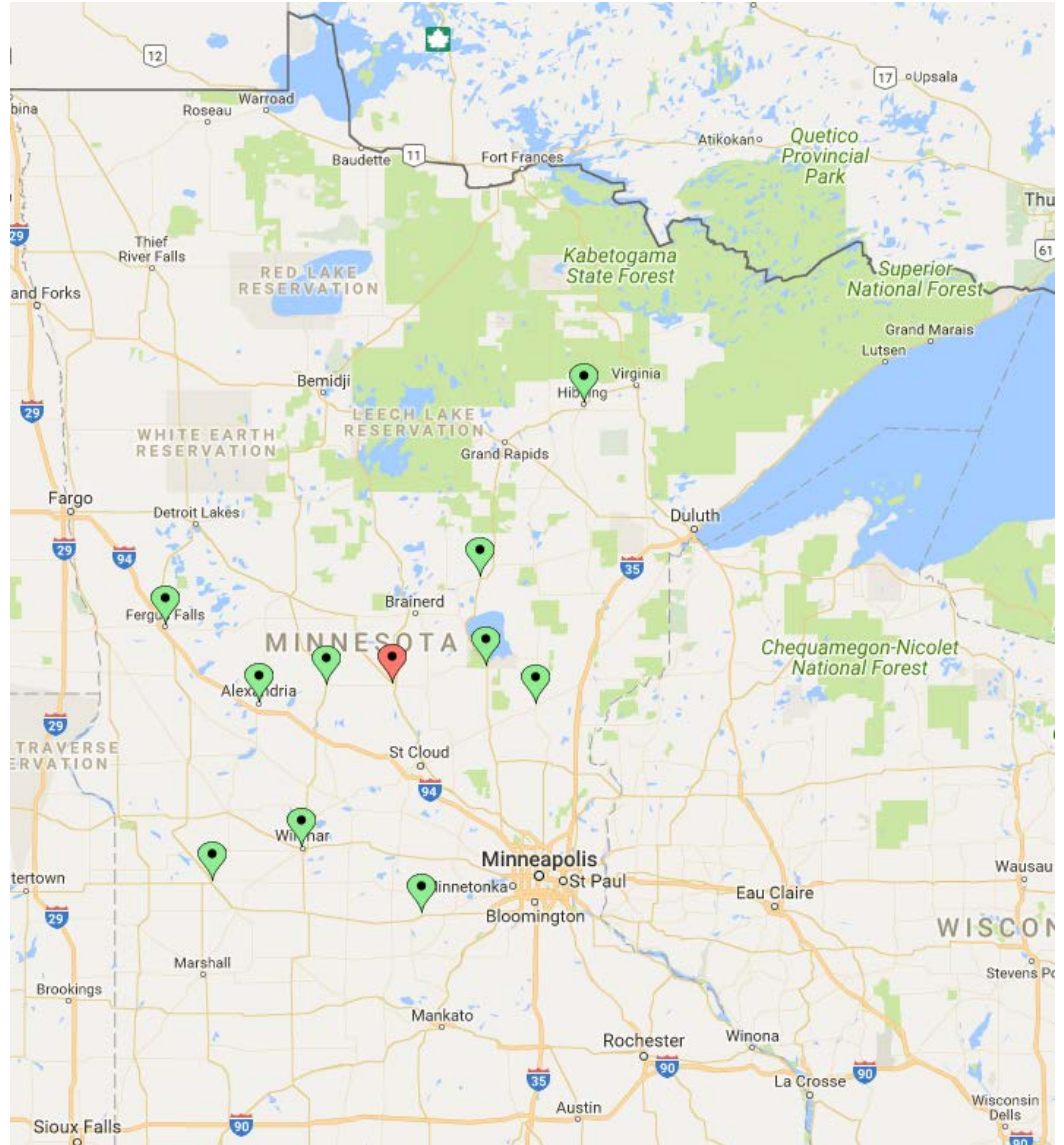 12
17
Upsala
Warroad
Roseau
bina
Atikokan
Quetico
Provincial
Park
Baudette
11
Fort Frances
Thu
29
Thief
River Falls
Kabetogama
State Forest
61
RED LAKE
RESERVATION
Superior
National Forest
and Forks
Grand Marais
Lutsen
Bemidji
Virginia
29
LEECH LAKE
RESERVATION
WHITE EARTH
RESERVATION
Grand Rapids
Fargo
Detroit Lakes
Duluth
29
94
35
Brainerd
MINNESOTA
Chequamegon-Nicolet
National Forest
29
TRAVERSE
ERVATION
St Cloud
94
Minneapolis
St Paul
innetonka
Wausau
tertown
Eau Claire
29
Bloomington
WISCON
Marshall
Stevens Po
Brookings
Mankato
Winona
Rochester
90
35
90
La Crosse
Austin
Wisconsin
Dells
90
Sioux Falls
90